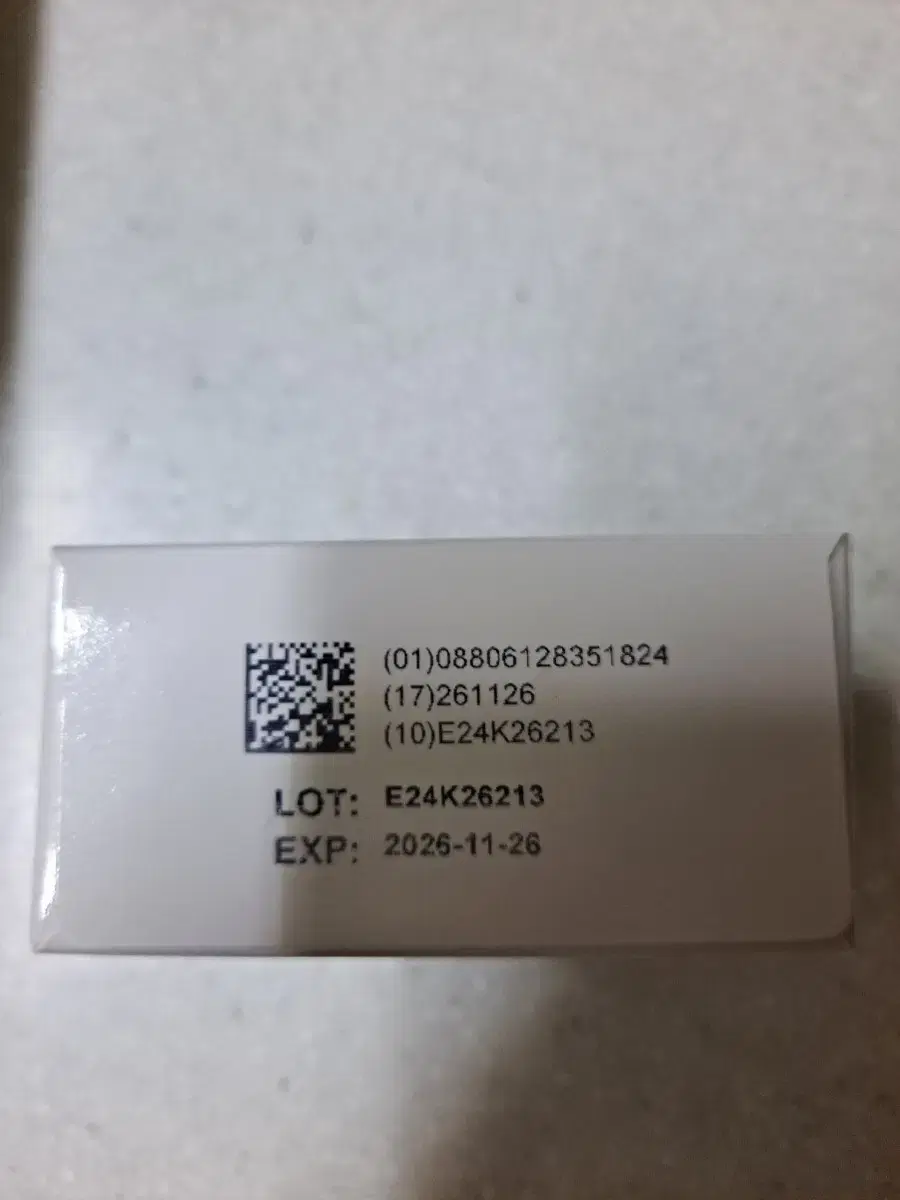 (01)08806128351824
(17)261126
(10)E24K26213
LOT: E24K26213
EXP: 2026-11-26